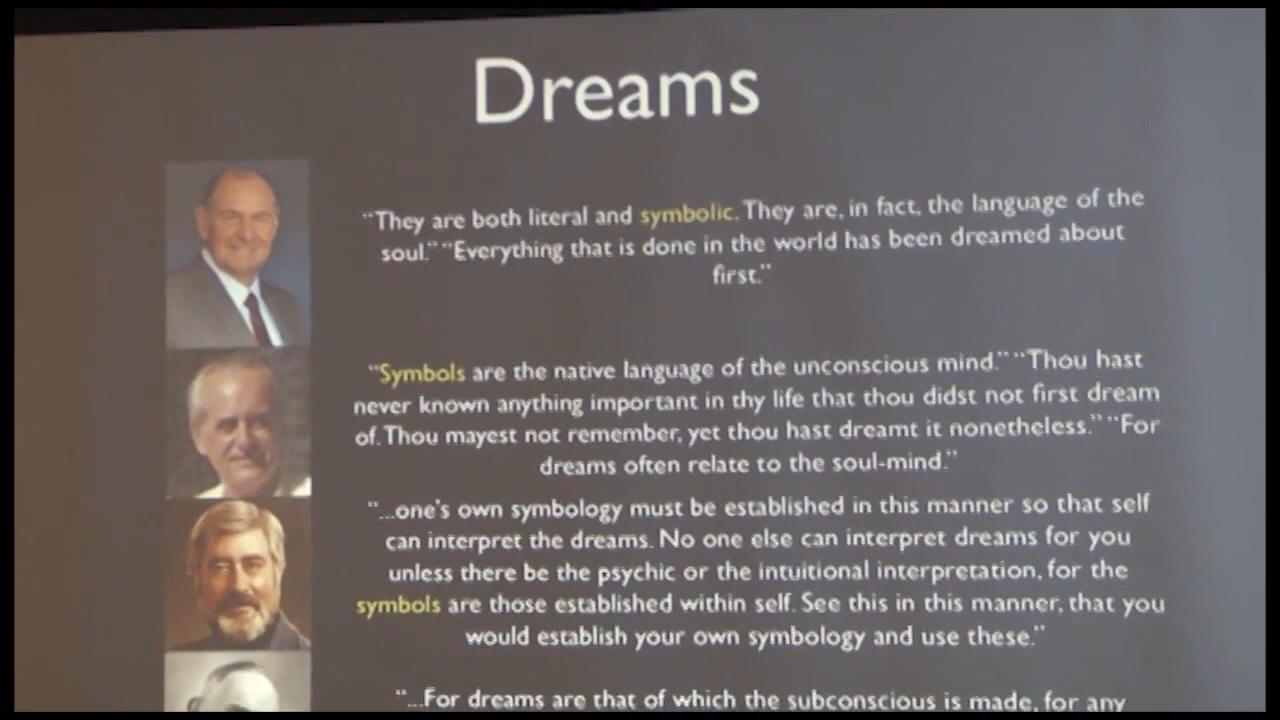 Dreams
“They are both literal and symbolic. They are, in fact, the language of the
soul.” “Everything that is done in the world has been dreamed about
first.”
“Symbols are the native language of the unconscious mind.” “Thou hast
never known anything important in thy life that thou didst not first dream
of. Thou mayest not remember, yet thou hast dreamt it nonetheless.” “For
dreams often relate to the soul-mind.”
“...one's own symbology must be established in this manner so that self
can interpret the dreams. No one else can interpret dreams for you
unless there be the psychic or the intuitional interpretation, for the
symbols are those established within self. See this in this manner, that you
would establish your own symbology and use these.”
“...For dreams are that of which the subconscious is made, for any